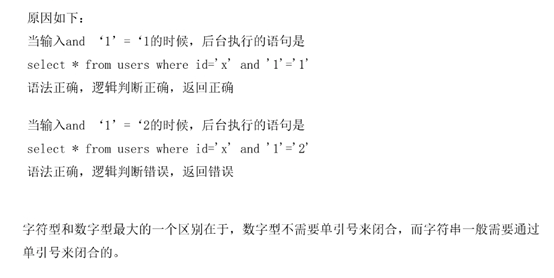 原因如下：
当输入and ‘1’=‘1的时候，后台执行的语句是
select * from users where id='x' and '1'='1'
语法正确，逻辑判断正确，返回正确
当输入and ‘1’=‘2的时候，后台执行的语句是
select * from users where id='x' and '1'='2'
语法正确，逻辑判断错误，返回错误
字符型和数字型最大的一个区别在于，数字型不需要单引号来闭合，而字符串一般需要通过
单引号来闭合的。